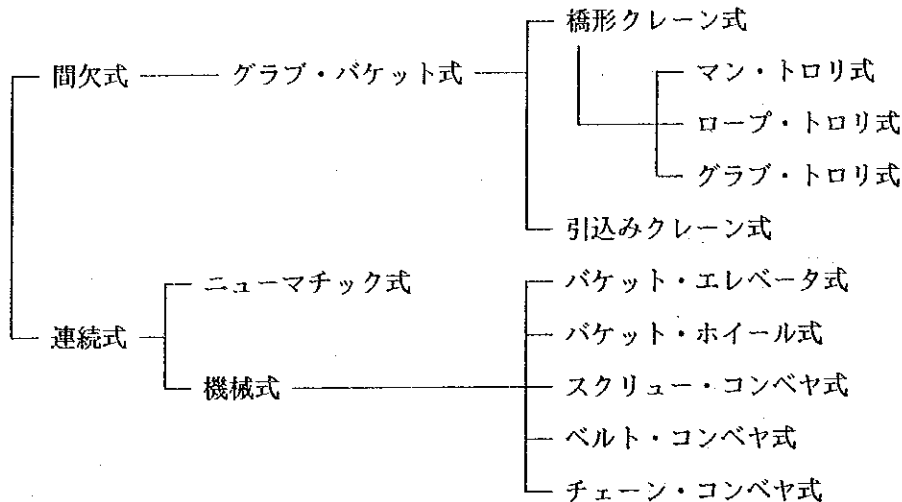 橋形クレーン式
間欠式 グラブ・バケット式 マン・トロリ式
ロープ・トロリ式
グラブ・トロリ式
引込みクレーン式
ニューマチック式 バケット・エレベータ式
連続式 バケット・ホイール式
機械式 スクリュー・コンベヤ式
ベルト・コンベヤ式
チェーン・コンベヤ式